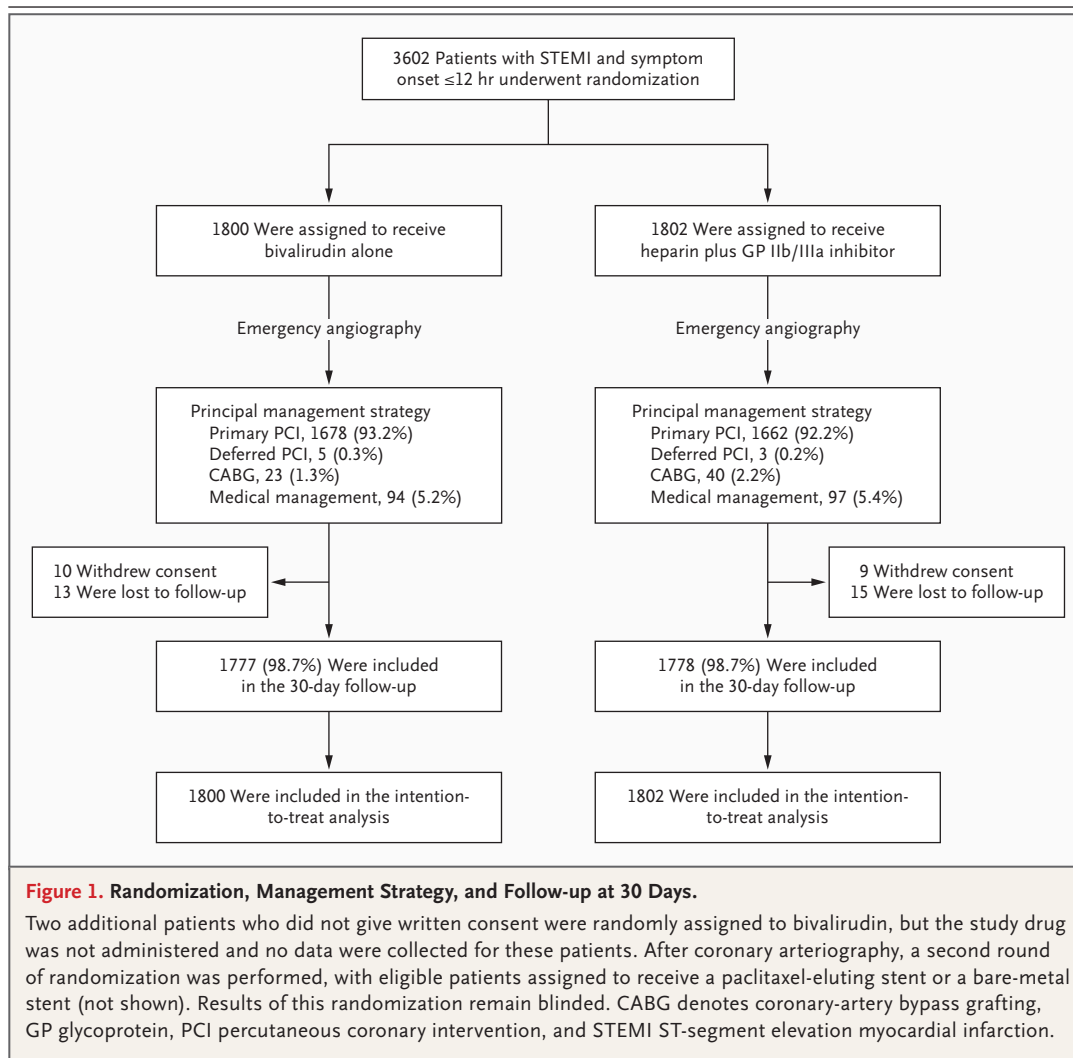 3602 Patients with STEMI and symptom
onset ≤12 hr underwent randomization
1800 Were assigned to receive
bivalirudin alone
1802 Were assigned to receive
heparin plus GP IIb/IIIa inhibitor
Emergency angiography
Emergency angiography
Principal management strategy
Primary PCI, 1678 (93.2%)
Deferred PCI, 5 (0.3%)
CABG, 23 (1.3%)
Medical management, 94 (5.2%)
Principal management strategy
Primary PCI, 1662 (92.2%)
Deferred PCI, 3 (0.2%)
CABG, 40 (2.2%)
Medical management, 97 (5.4%)
10 Withdrew consent
13 Were lost to follow-up
9 Withdrew consent
15 Were lost to follow-up
1777 (98.7%) Were included
in the 30-day follow-up
1778 (98.7%) Were included
in the 30-day follow-up
1800 Were included in the intention-
to-treat analysis
1802 Were included in the intention-
to-treat analysis
Figure 1. Randomization, Management Strategy, and Follow-up at 30 Days.
Two additional patients who did not give written consent were randomly assigned to bivalirudin, but the study drug
was not administered and no data were collected for these patients. After coronary arteriography, a second round
of randomization was performed, with eligible patients assigned to receive a paclitaxel-eluting stent or a bare-metal
stent (not shown). Results of this randomization remain blinded. CABG denotes coronary-artery bypass grafting,
GP glycoprotein, PCI percutaneous coronary intervention, and STEMI ST-segment elevation myocardial infarction.